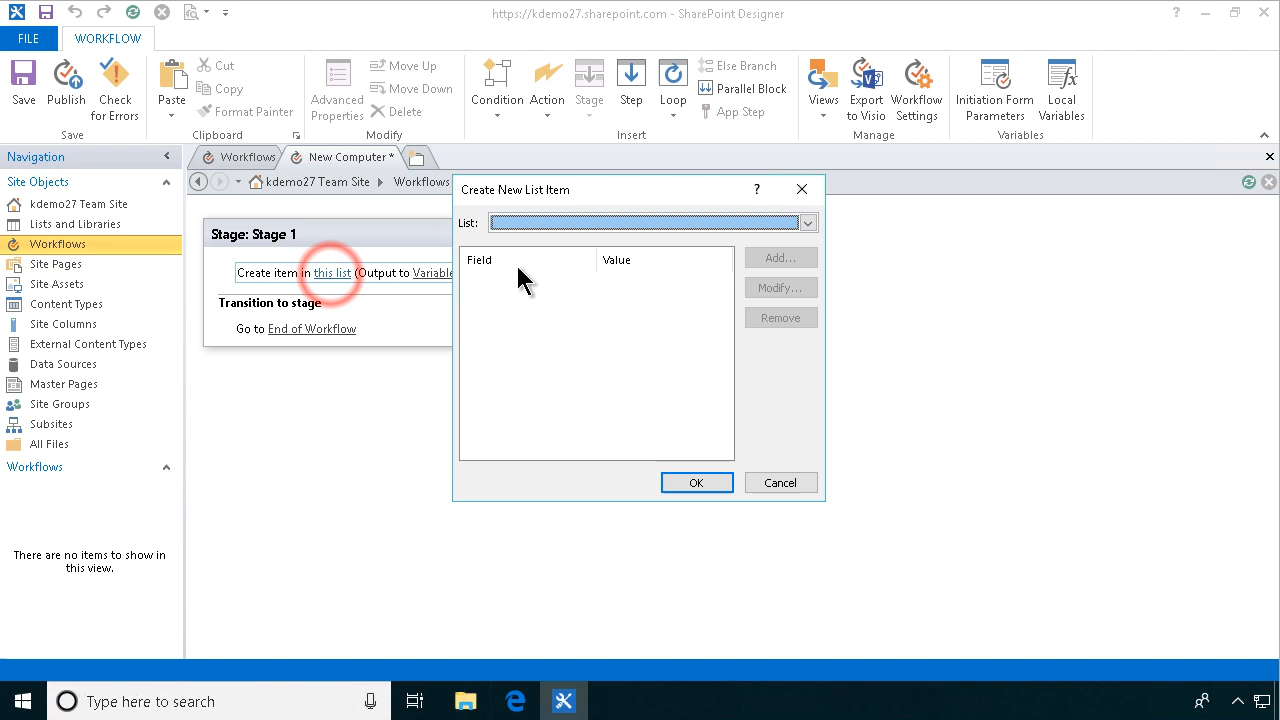 https://kdemo27.sharepoint.com - SharePoint Designer
?
FILE
WORKFLOW
Save
Publish
Check for Errors
Save
Paste
Cut
Copy
Format Painter
Clipboard
Advanced Properties
Move Up
Move Down
Delete
Modify
Condition
Action
Stage
Step
Loop
Else Branch
Parallel Block
App Step
Insert
Views
Export to Visio
Workflow Settings
Manage
Initiation Form Parameters
Local Variables
Variables
Navigation
Workflows
New Computer *
kdemo27 Team Site
Workflows
Site Objects
kdemo27 Team Site
Lists and Libraries
Workflows
Site Pages
Site Assets
Content Types
Site Columns
External Content Types
Data Sources
Master Pages
Site Groups
Subsites
All Files
Workflows
There are no items to show in
this view.
Stage: Stage 1
Create item in this list (Output to Variable
Transition to stage
Go to End of Workflow
Create New List Item
?
List:
Field
Value
Add...
Modify...
Remove
OK
Cancel
Type here to search